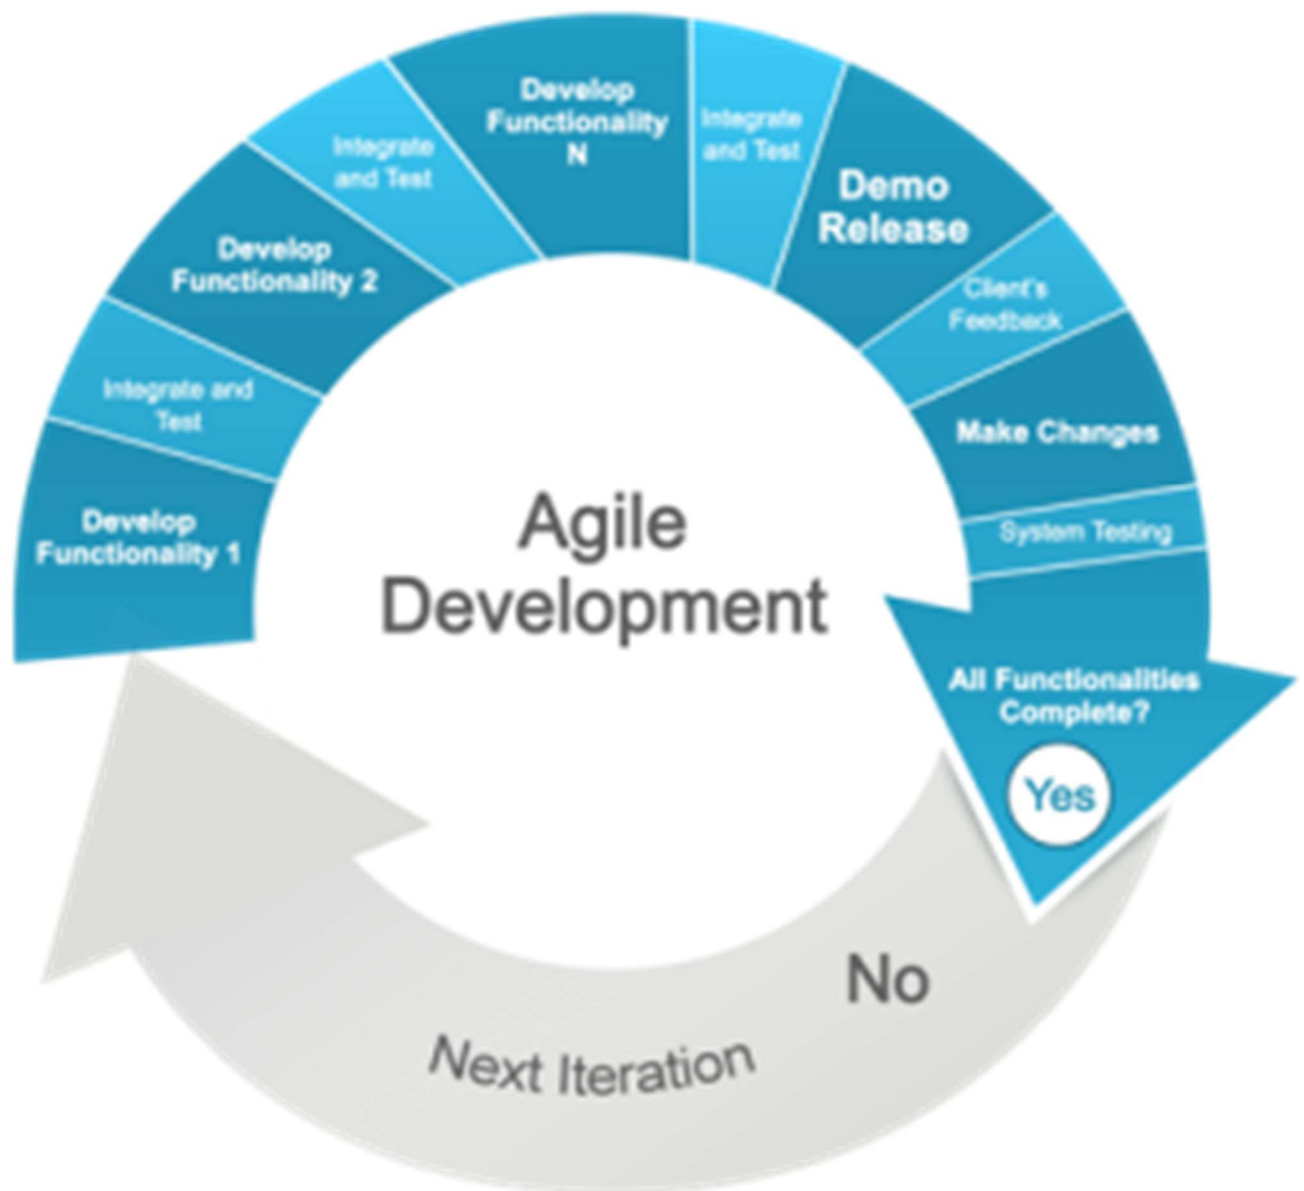 Develop
Functionality 1
Integrate and
Test
Develop
Functionality 2
Integrate
and Test
Develop
Functionality
N
Integrate
and Test
Demo
Release
Client's
Feedback
Make Changes
System Testing
All Functionalities
Complete?
Yes
No
Next Iteration
Agile
Development